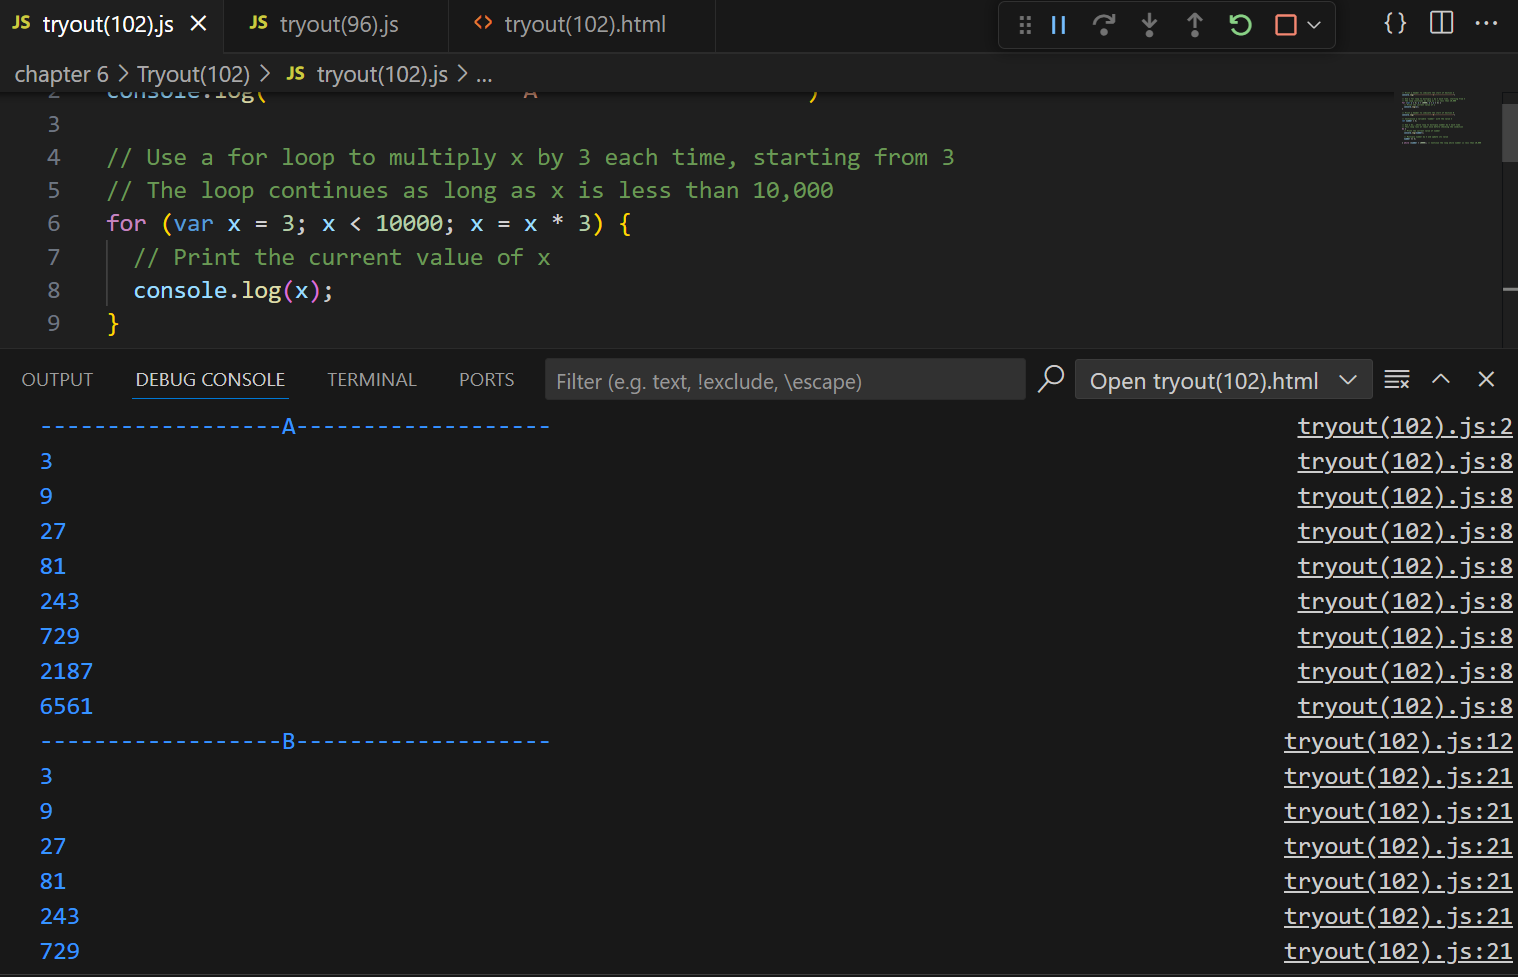 JS tryout(102).js
JS tryout(96).js
<> tryout(102).html
{}
chapter 6 > Tryout(102) > JS tryout(102).js > ...
2 console.log( A )
3
4 // Use a for loop to multiply x by 3 each time, starting from 3
5 // The loop continues as long as x is less than 10,000
6 for (var x = 3; x < 10000; x = x * 3) {
7 // Print the current value of x
8 console.log(x);
9 }
OUTPUT DEBUG CONSOLE TERMINAL PORTS Filter (e.g. text, !exclude, \escape) Open tryout(102).html
------------------A------------------- tryout(102).js:2
3 tryout(102).js:8
9 tryout(102).js:8
27 tryout(102).js:8
81 tryout(102).js:8
243 tryout(102).js:8
729 tryout(102).js:8
2187 tryout(102).js:8
6561 tryout(102).js:8
------------------B------------------- tryout(102).js:12
3 tryout(102).js:21
9 tryout(102).js:21
27 tryout(102).js:21
81 tryout(102).js:21
243 tryout(102).js:21
729 tryout(102).js:21